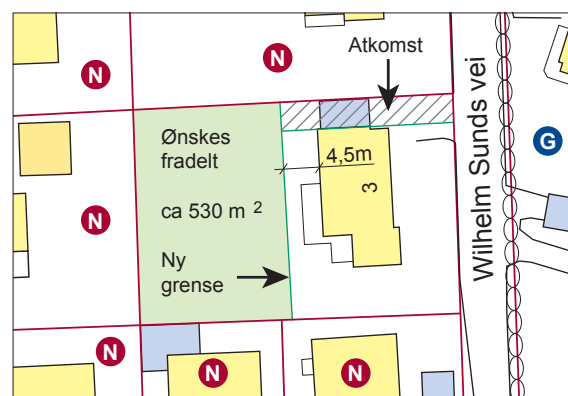 N
N
Atkomst
Wilhelm Sunds vei
Ønskes
fradelt
4,5m
G
3
N
ca 530 m 2
Ny
grense
N
N
N